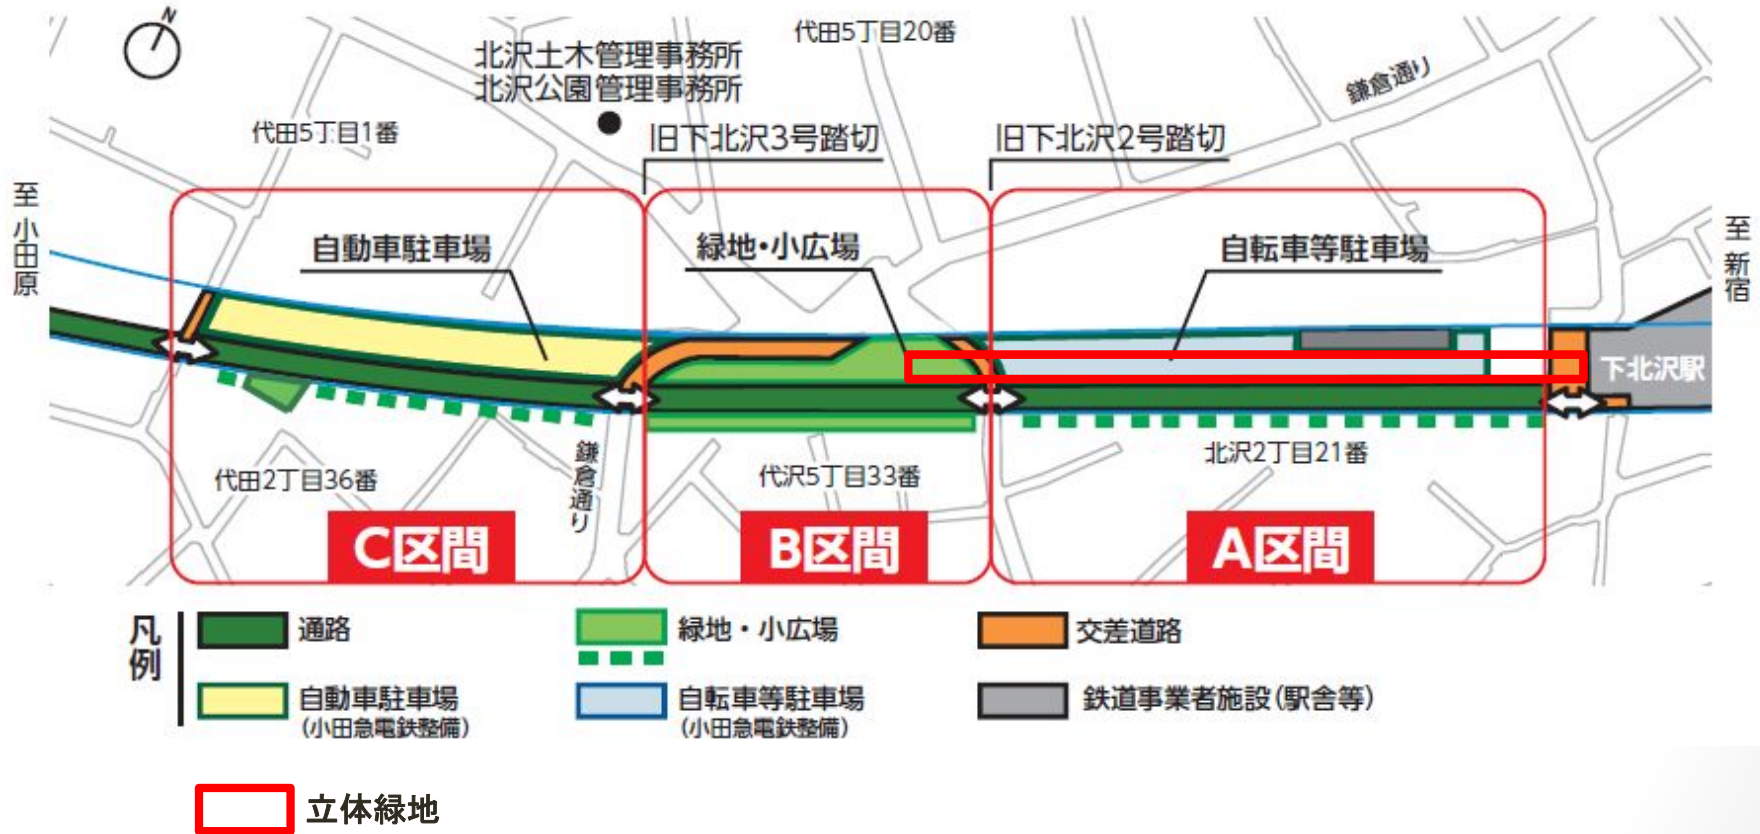 N
代田5丁目20番
北沢土木管理事務所
北沢公園管理事務所
鎌倉通り
代田5丁目1番
旧下北沢3号踏切
旧下北沢2号踏切
至 小田原
至 新宿
自動車駐車場
緑地・小広場
自転車等駐車場
下北沢駅
鎌倉通り
代田2丁目36番
代沢5丁目33番
北沢2丁目21番
C区間
B区間
A区間
凡例
通路
緑地・小広場
交差道路
自動車駐車場
(小田急電鉄整備)
自転車等駐車場
(小田急電鉄整備)
鉄道事業者施設(駅舎等)
立体緑地